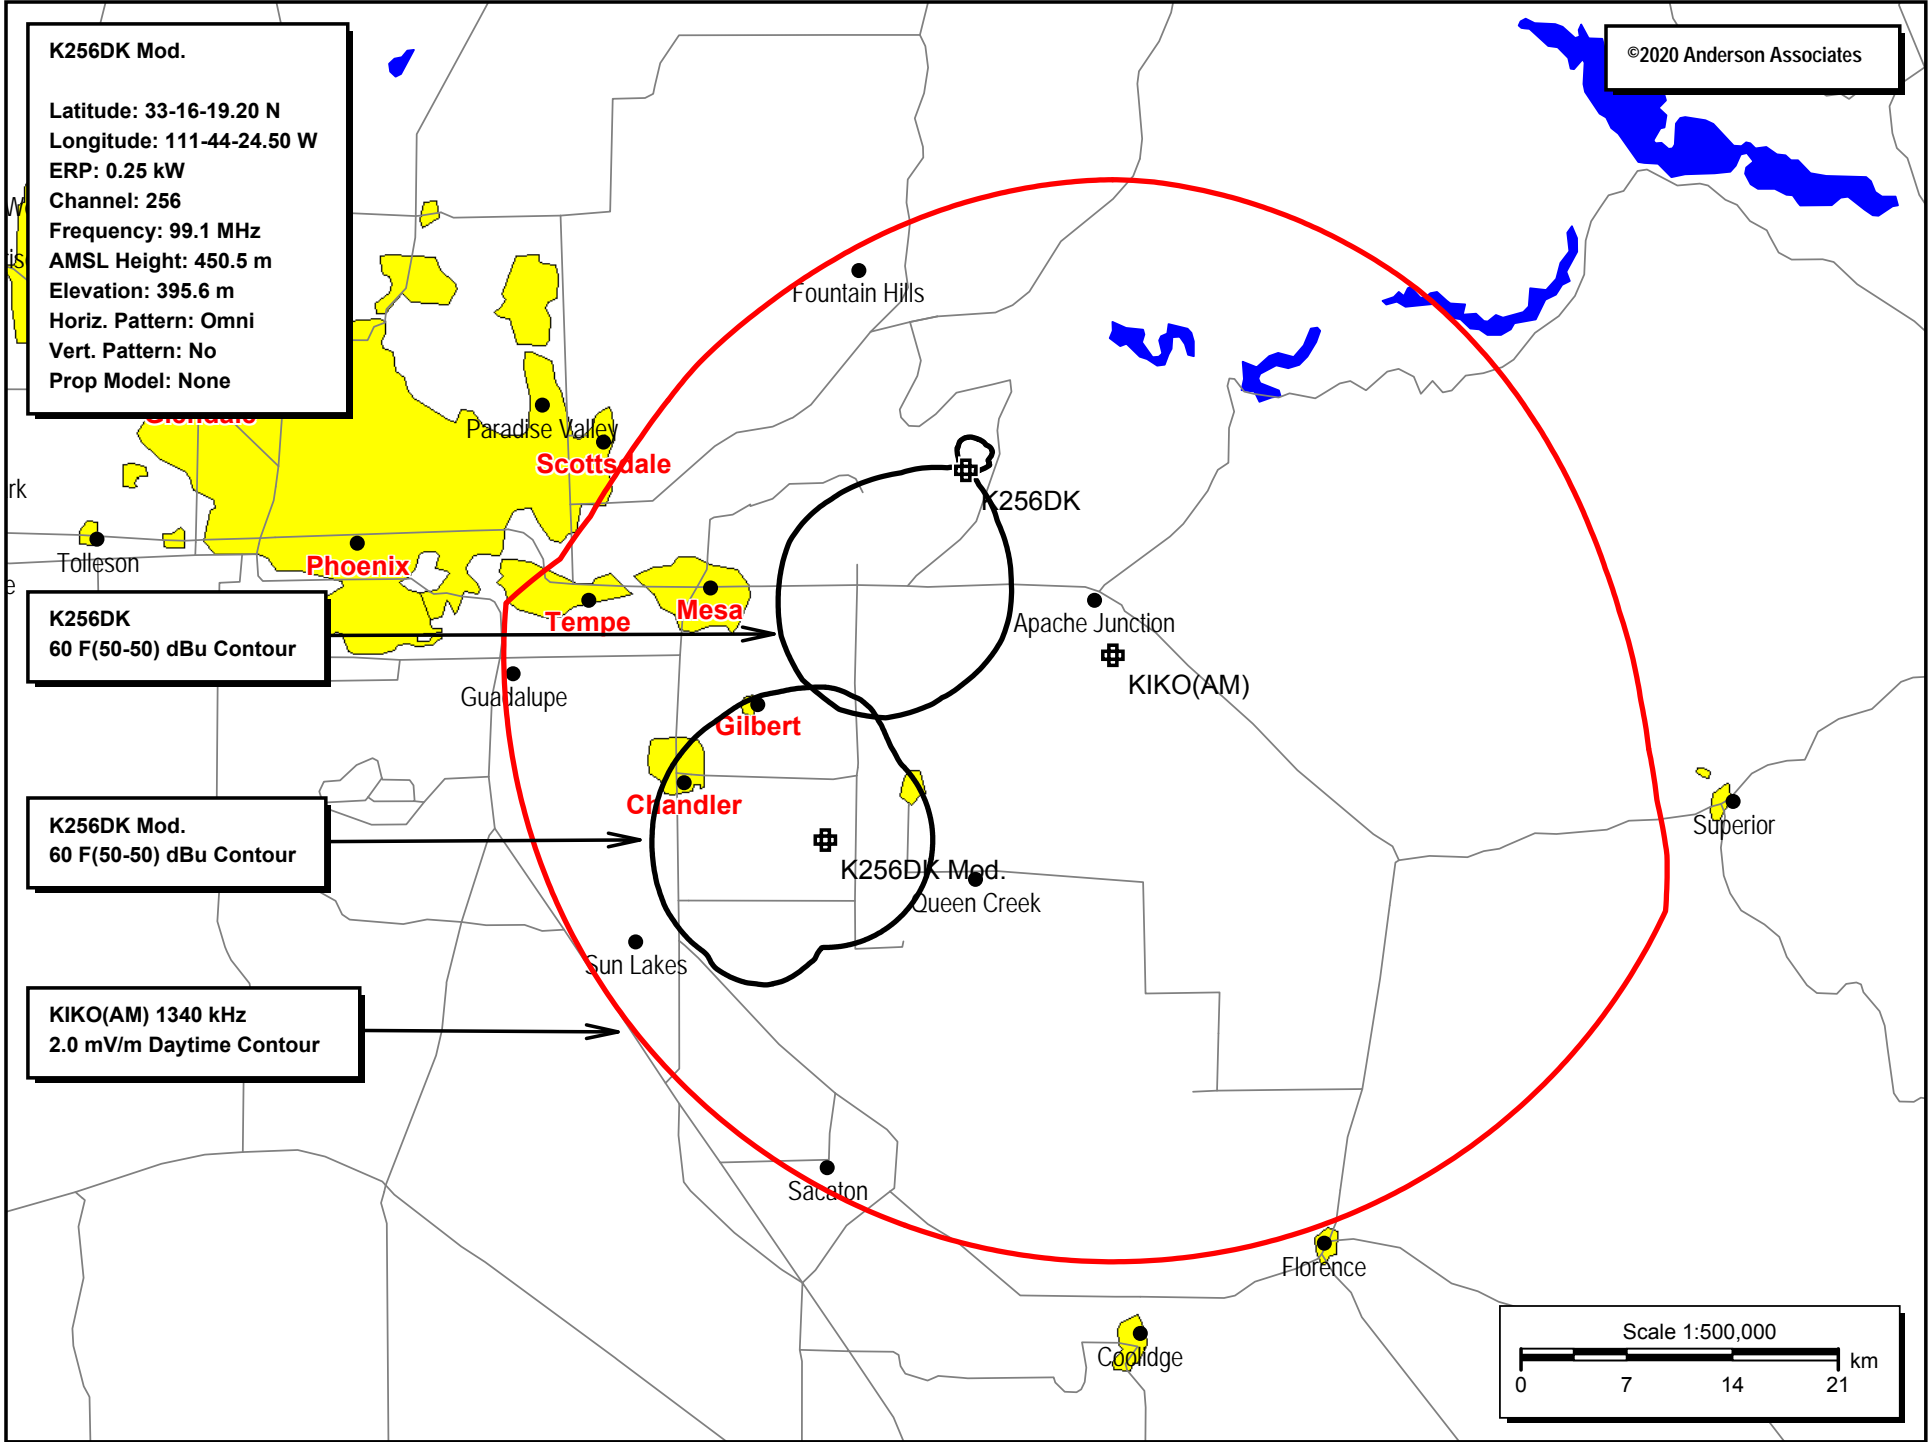 K256DK Mod.
Latitude: 33-16-19.20 N
Longitude: 111-44-24.50 W
ERP: 0.25 kW
Channel: 256
Frequency: 99.1 MHz
AMSL Height: 450.5 m
Elevation: 395.6 m
Horiz. Pattern: Omni
Vert. Pattern: No
Prop Model: None
©2020 Anderson Associates
Fountain Hills
Paradise Valley
Scottsdale
rk
K256DK
Tolleson
Phoenix
e
K256DK
60 F(50-50) dBu Contour
Tempe
Mesa
Apache Junction
KIKO(AM)
Guadalupe
Gilbert
Chandler
K256DK Mod.
60 F(50-50) dBu Contour
Superior
K256DK Mod.
Queen Creek
Sun Lakes
KIKO(AM) 1340 kHz
2.0 mV/m Daytime Contour
Sacaton
Florence
Coolidge
Scale 1:500,000
km
0 7 14 21